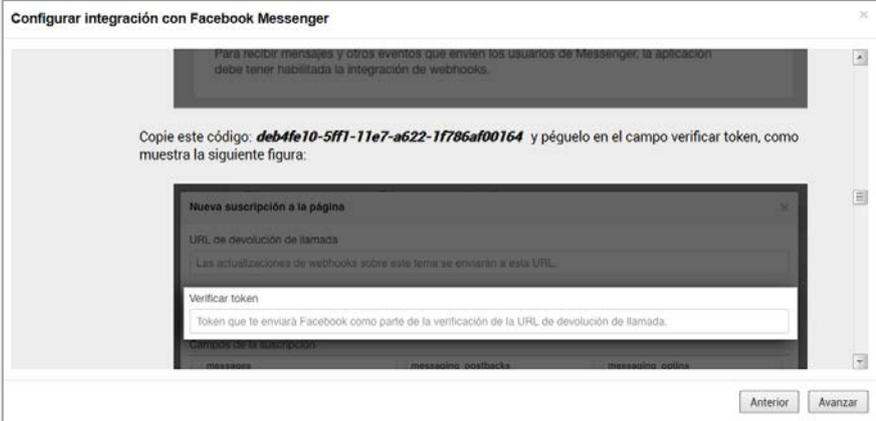 Configurar integración con Facebook Messenger
Para recibir mensajes y otros eventos que envíen los usuarios de Messenger, la aplicación
debe tener habilitada la integración de webhooks.
Copie este código: deb4fe10-5ff1-11e7-a622-1f786af00164 y péguelo en el campo verificar token, como
muestra la siguiente figura:
Nueva suscripción a la página
URL de devolución de llamada
Las actualizaciones de webhooks sobre este tema se enviarán a esta URL.
Verificar token
Token que te enviará Facebook como parte de la verificación de la URL de devolución de llamada.
Campos de la suscripción
messages messaging_postbacks messaging_optins
Anterior Avanzar